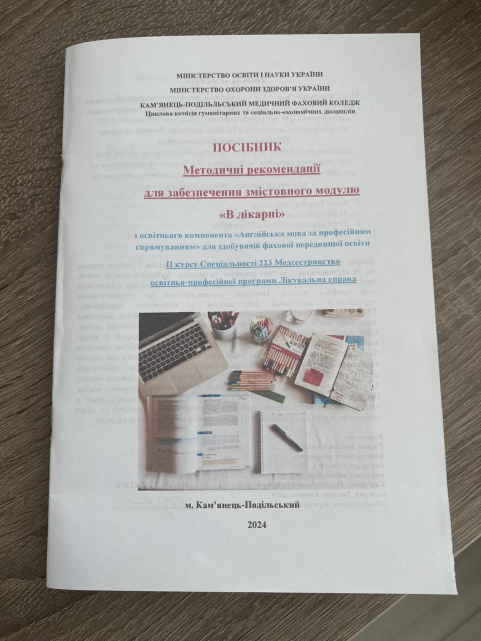 МІНІСТЕРСТВО ОСВІТИ І НАУКИ УКРАЇНИ
МІНІСТЕРСТВО ОХОРОНИ ЗДОРОВ'Я УКРАЇНИ
КАМ'ЯНЕЦЬ-ПОДІЛЬСЬКИЙ МЕДИЧНИЙ ФАХОВИЙ КОЛЕДЖ
Циклова комісія гуманітарних та соціально-економічних дисциплін
ПОСІБНИК
Методичні рекомендації
для забезпечення змістовного модулю
«В лікарні»
з освітнього компонента «Англійська мова за професійним
спрямуванням» для здобувачів фахової передвищої освіти
ІІ курсу Спеціальності 223 Медсестринство
освітньо-професійної програми Лікувальна справа
м. Кам'янець-Подільський
2024